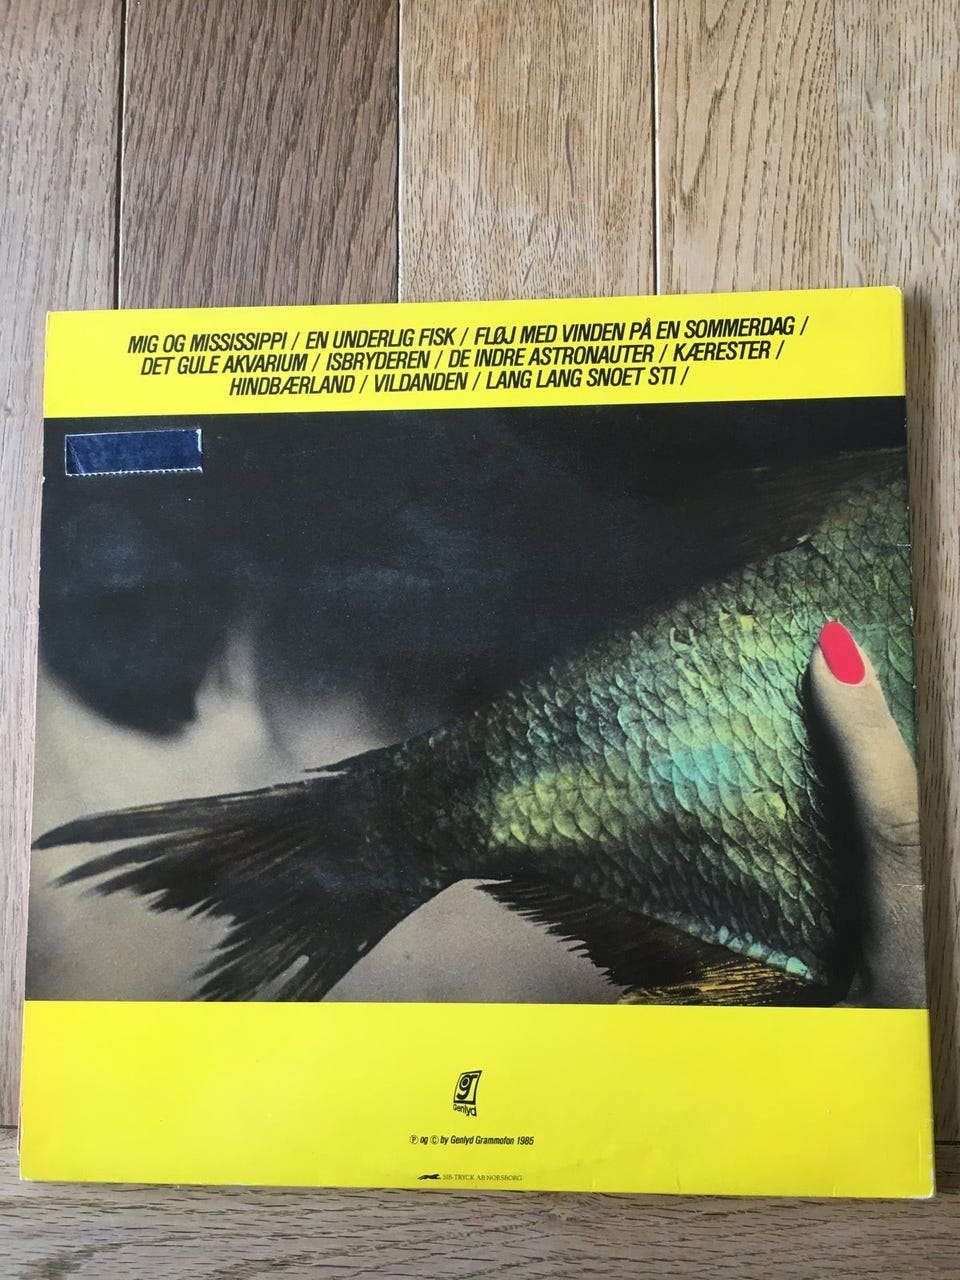 MIG OG MISSISSIPPI / EN UNDERLIG FISK / FLØJ MED VINDEN PÅ EN SOMMERDAG /
DET GULE AKVARIUM / ISBRYDEREN / DE INDRE ASTRONAUTER / KÆRESTER /
HINDBÆRLAND / VILDANDEN / LANG LANG SNOET STI /
g
Genlyd
Ⓟ og Ⓒ by Genlyd Grammofon 1985
SIB-TRYCK AB NORSBORG